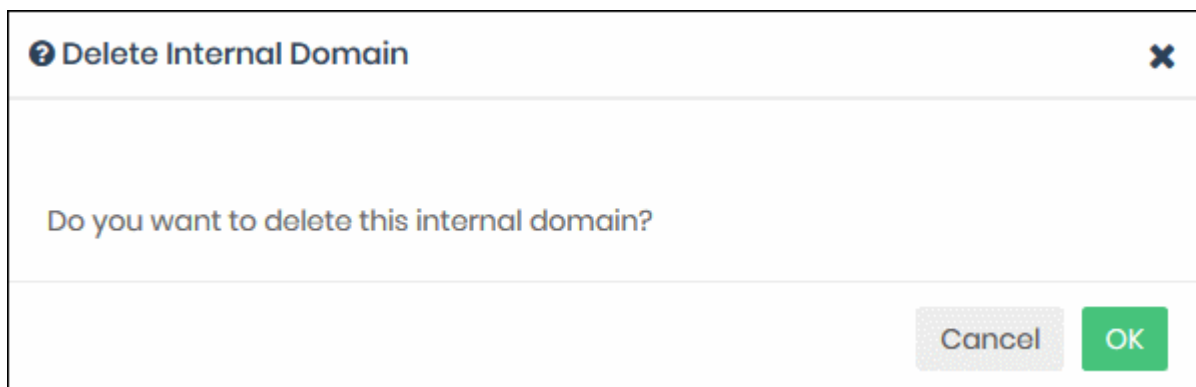 Delete Internal Domain
Do you want to delete this internal domain?
Cancel
OK